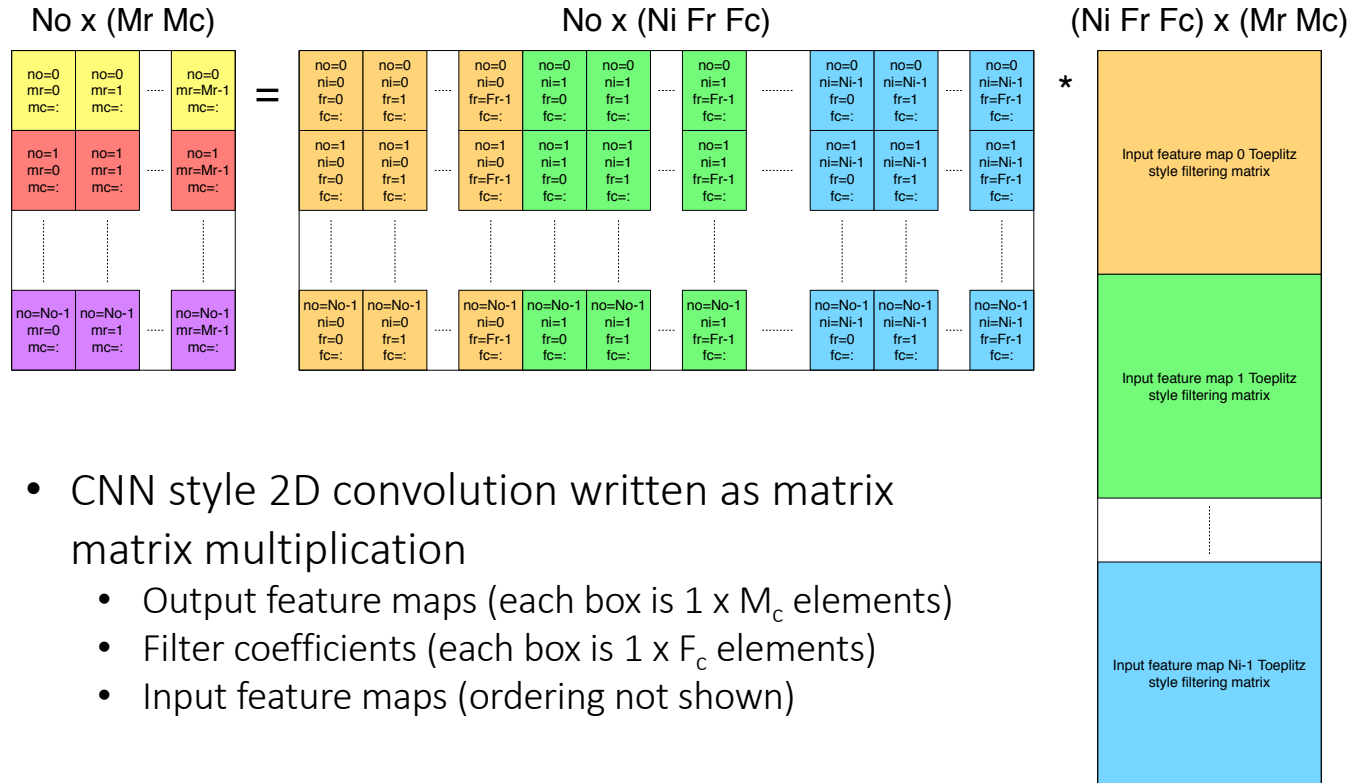 No x (Mr Mc)
No x (Ni Fr Fc)
(Ni Fr Fc) x (Mr Mc)
no=0 no=0 no=0
mr=0 mr=1 ..... mr=Mr-1
mc=: mc=: mc=:
no=1 no=1 no=1
mr=0 mr=1 ..... mr=Mr-1
mc=: mc=: mc=:
no=No-1 no=No-1 no=No-1
mr=0 mr=1 ..... mr=Mr-1
mc=: mc=: mc=:
=
no=0 no=0 no=0 no=0 no=0 no=0 no=0 no=0 no=0
ni=0 ni=0 ni=0 ni=1 ni=1 ni=1 ni=Ni-1 ni=Ni-1 ni=Ni-1
fr=0 fr=1 ..... fr=Fr-1 fr=0 fr=1 ..... fr=Fr-1 ........ fr=0 fr=1 ..... fr=Fr-1
fc=: fc=: fc=: fc=: fc=: fc=: fc=: fc=: fc=:
no=1 no=1 no=1 no=1 no=1 no=1 no=1 no=1 no=1
ni=0 ni=0 ni=0 ni=1 ni=1 ni=1 ni=Ni-1 ni=Ni-1 ni=Ni-1
fr=0 fr=1 ..... fr=Fr-1 fr=0 fr=1 ..... fr=Fr-1 ........ fr=0 fr=1 ..... fr=Fr-1
fc=: fc=: fc=: fc=: fc=: fc=: fc=: fc=: fc=:
no=No-1 no=No-1 no=No-1 no=No-1 no=No-1 no=No-1 no=No-1 no=No-1 no=No-1
ni=0 ni=0 ni=0 ni=1 ni=1 ni=1 ni=Ni-1 ni=Ni-1 ni=Ni-1
fr=0 fr=1 ..... fr=Fr-1 fr=0 fr=1 ..... fr=Fr-1 ........ fr=0 fr=1 ..... fr=Fr-1
fc=: fc=: fc=: fc=: fc=: fc=: fc=: fc=: fc=:
*
Input feature map 0 Toeplitz
style filtering matrix
Input feature map 1 Toeplitz
style filtering matrix
Input feature map Ni-1 Toeplitz
style filtering matrix
• CNN style 2D convolution written as matrix
matrix multiplication
• Output feature maps (each box is 1 x Mc elements)
• Filter coefficients (each box is 1 x Fc elements)
• Input feature maps (ordering not shown)